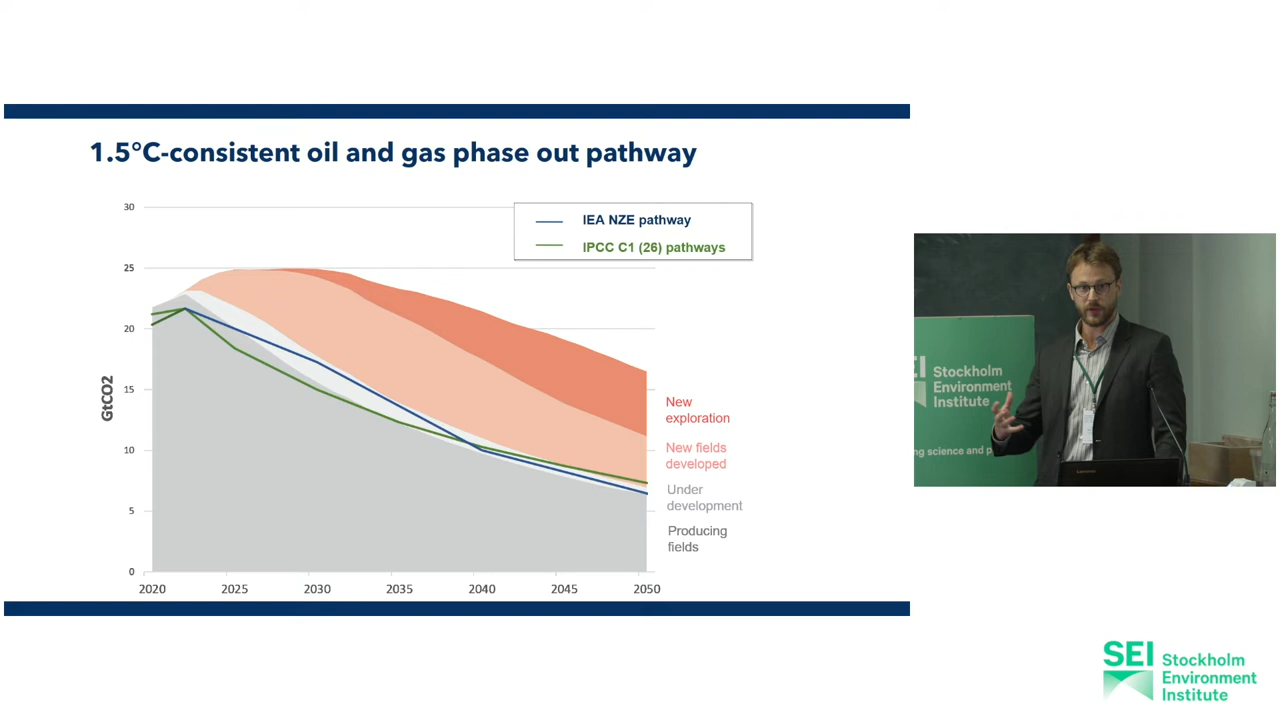 1.5°C-consistent oil and gas phase out pathway
IEA NZE pathway
IPCC C1 (26) pathways
GtCO2
30
25
20
15
10
5
0
2020
2025
2030
2035
2040
2045
2050
New
exploration
New fields
developed
Under
development
Producing
fields
EI
Stockholm
Environment
Institute
ng science and p
Lenovo
SEI
Stockholm
Environment
Institute